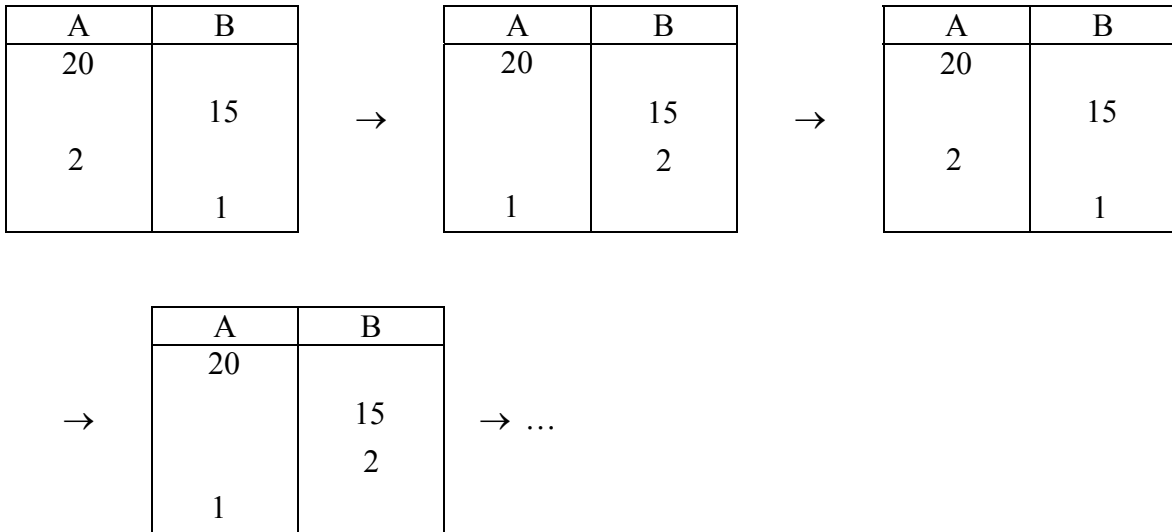 A B A B A B
20 20 20
15 → 15 → 15
2 2 2
1 1 1
A B
20
→ 15 → …
2
1